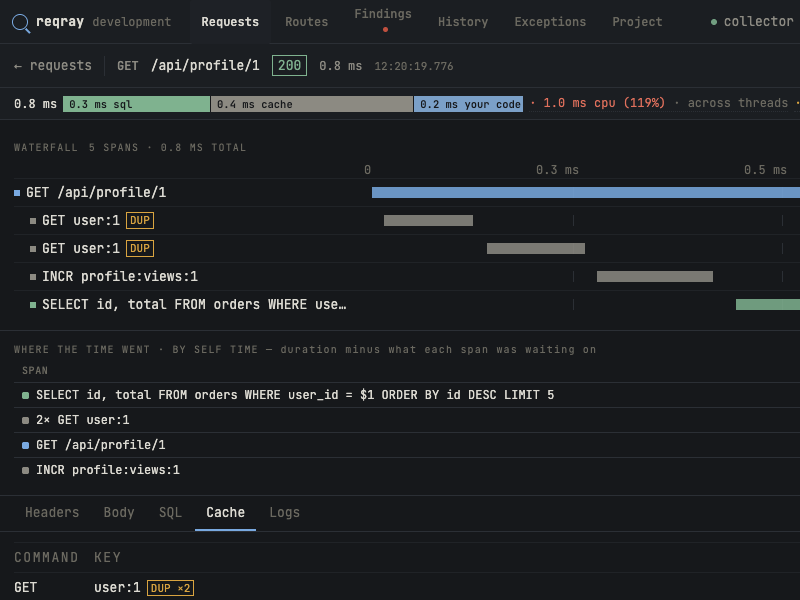 reqray development Requests Routes Findings History Exceptions Project collector
← requests GET /api/profile/1 200 0.8 ms 12:20:19.776
0.8 ms 0.3 ms sql 0.4 ms cache 0.2 ms your code · 1.0 ms cpu (119%) · across threads ·
WATERFALL 5 SPANS · 0.8 MS TOTAL
0 0.3 ms 0.5 ms
GET /api/profile/1
GET user:1 DUP
GET user:1 DUP
INCR profile:views:1
SELECT id, total FROM orders WHERE use…
WHERE THE TIME WENT · BY SELF TIME — duration minus what each span was waiting on
SPAN
SELECT id, total FROM orders WHERE user_id = $1 ORDER BY id DESC LIMIT 5
2× GET user:1
GET /api/profile/1
INCR profile:views:1
Headers Body SQL Cache Logs
COMMAND KEY
GET user:1 DUP ×2